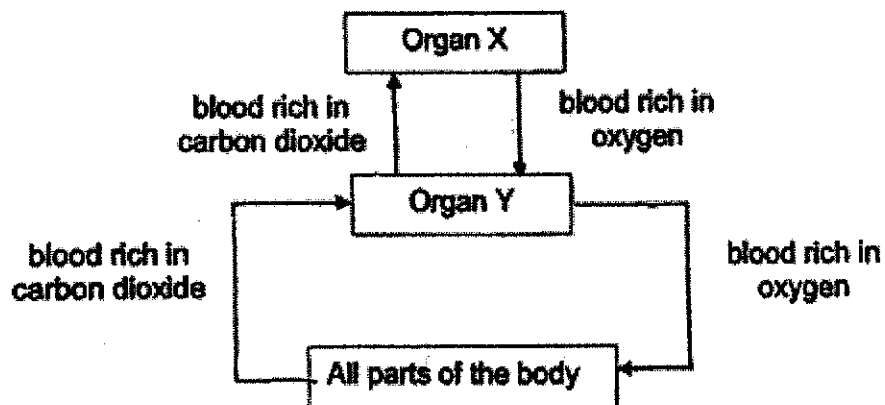 Organ X
blood rich in
carbon dioxide
blood rich in
oxygen
Organ Y
blood rich in
carbon dioxide
blood rich in
oxygen
All parts of the body